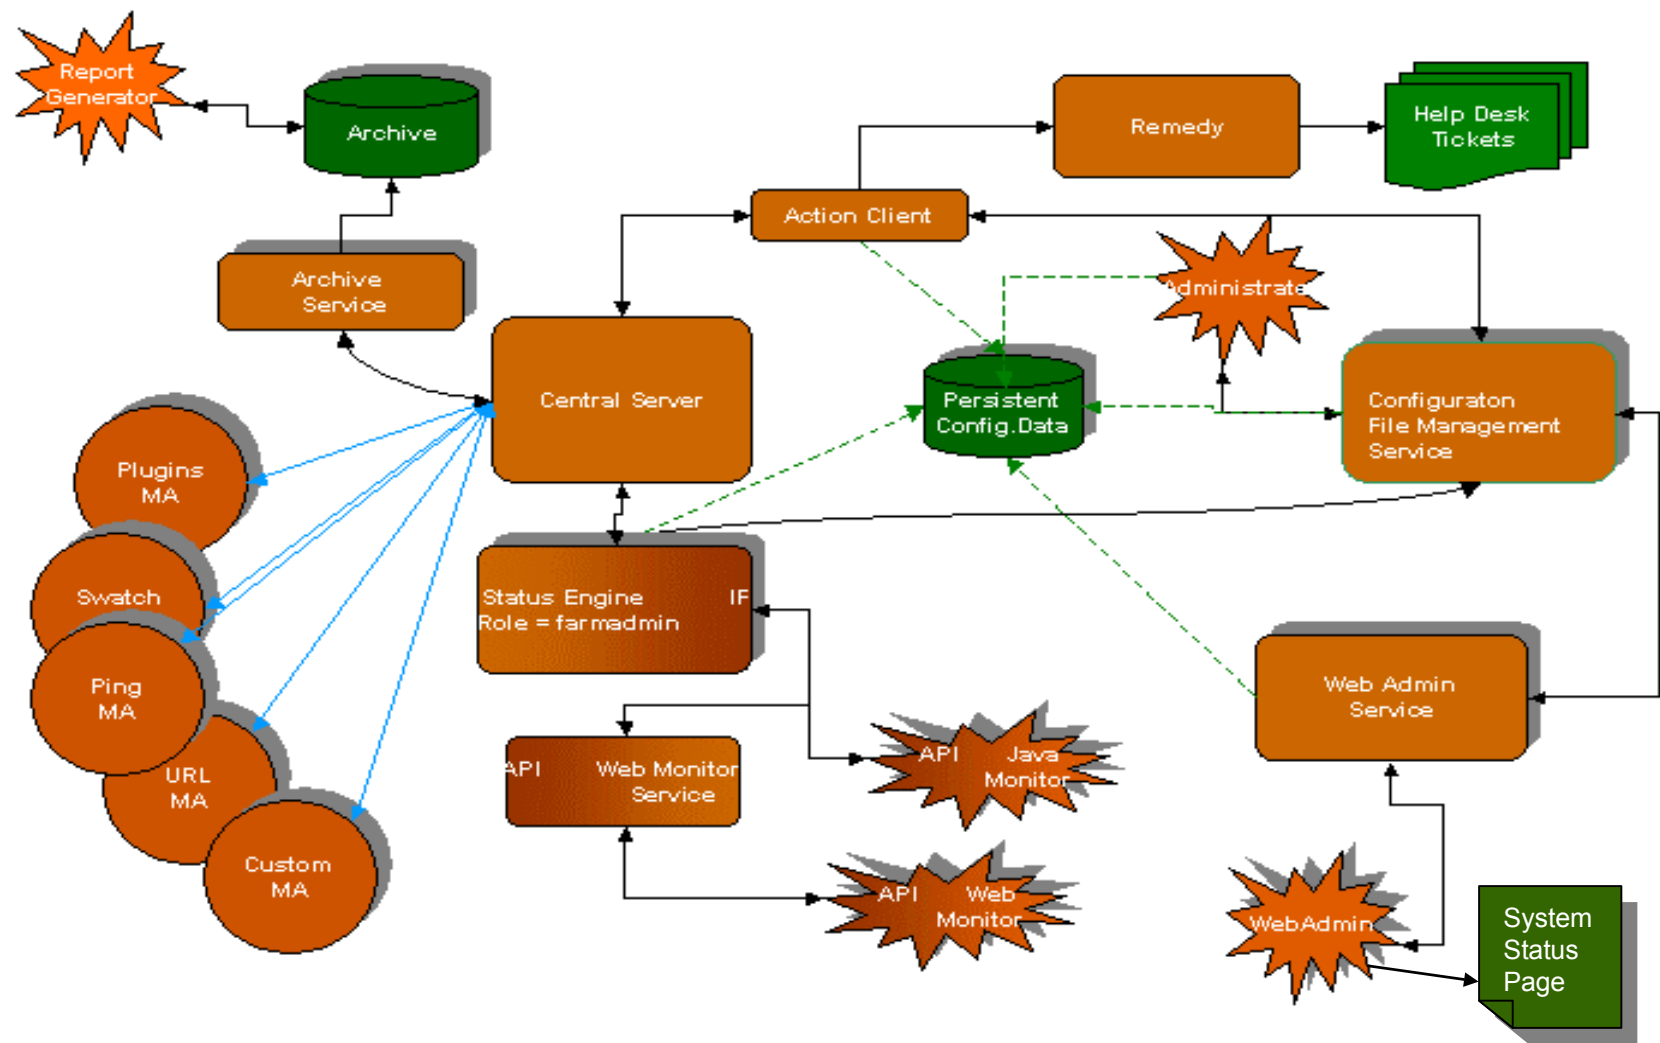 Report
Generator
Archive
Remedy
Help Desk
Tickets
Action Client
Archive
Service
Administrate
Central Server
Persistent
Config.Data
Configuraton
File Management
Service
Plugins
MA
Swatch
Ping
MA
URL
MA
Custom
MA
Status Engine IF
Role = farmadmin
API Web Monitor
Service
API Java
Monitor
API Web
Monitor
Web Admin
Service
WebAdmin
System
Status
Page